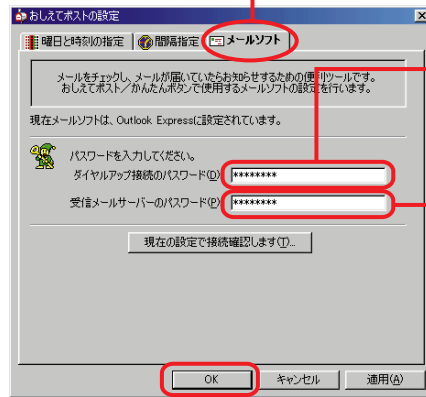 おしえてポストの設定
曜日と時刻の指定 間隔指定 メールソフト
メールをチェックし、メールが届いていたらお知らせするための便利ツールです。
おしえてポスト／かんたんボタンで使用するメールソフトの設定を行います。
現在メールソフトは、Outlook Expressに設定されています。
パスワードを入力してください。
ダイヤルアップ接続のパスワード(D) ********
受信メールサーバーのパスワード(P) ********
現在の設定で接続確認します(T)...
OK キャンセル 適用(A)